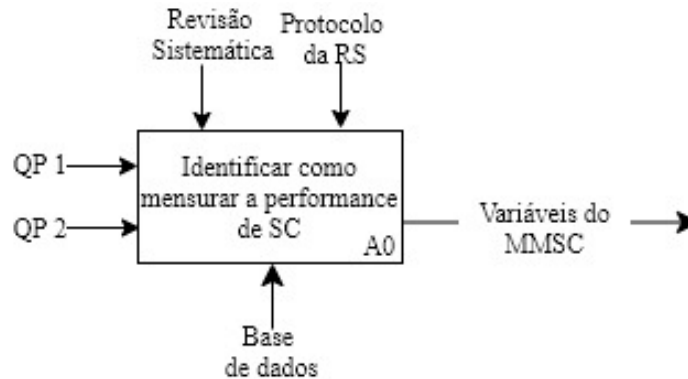 Revisão
Sistemática
Protocolo
da RS
QP 1
QP 2
Identificar como
mensurar a performance
de SC
A0
Variáveis do
MMSC
Base
de dados